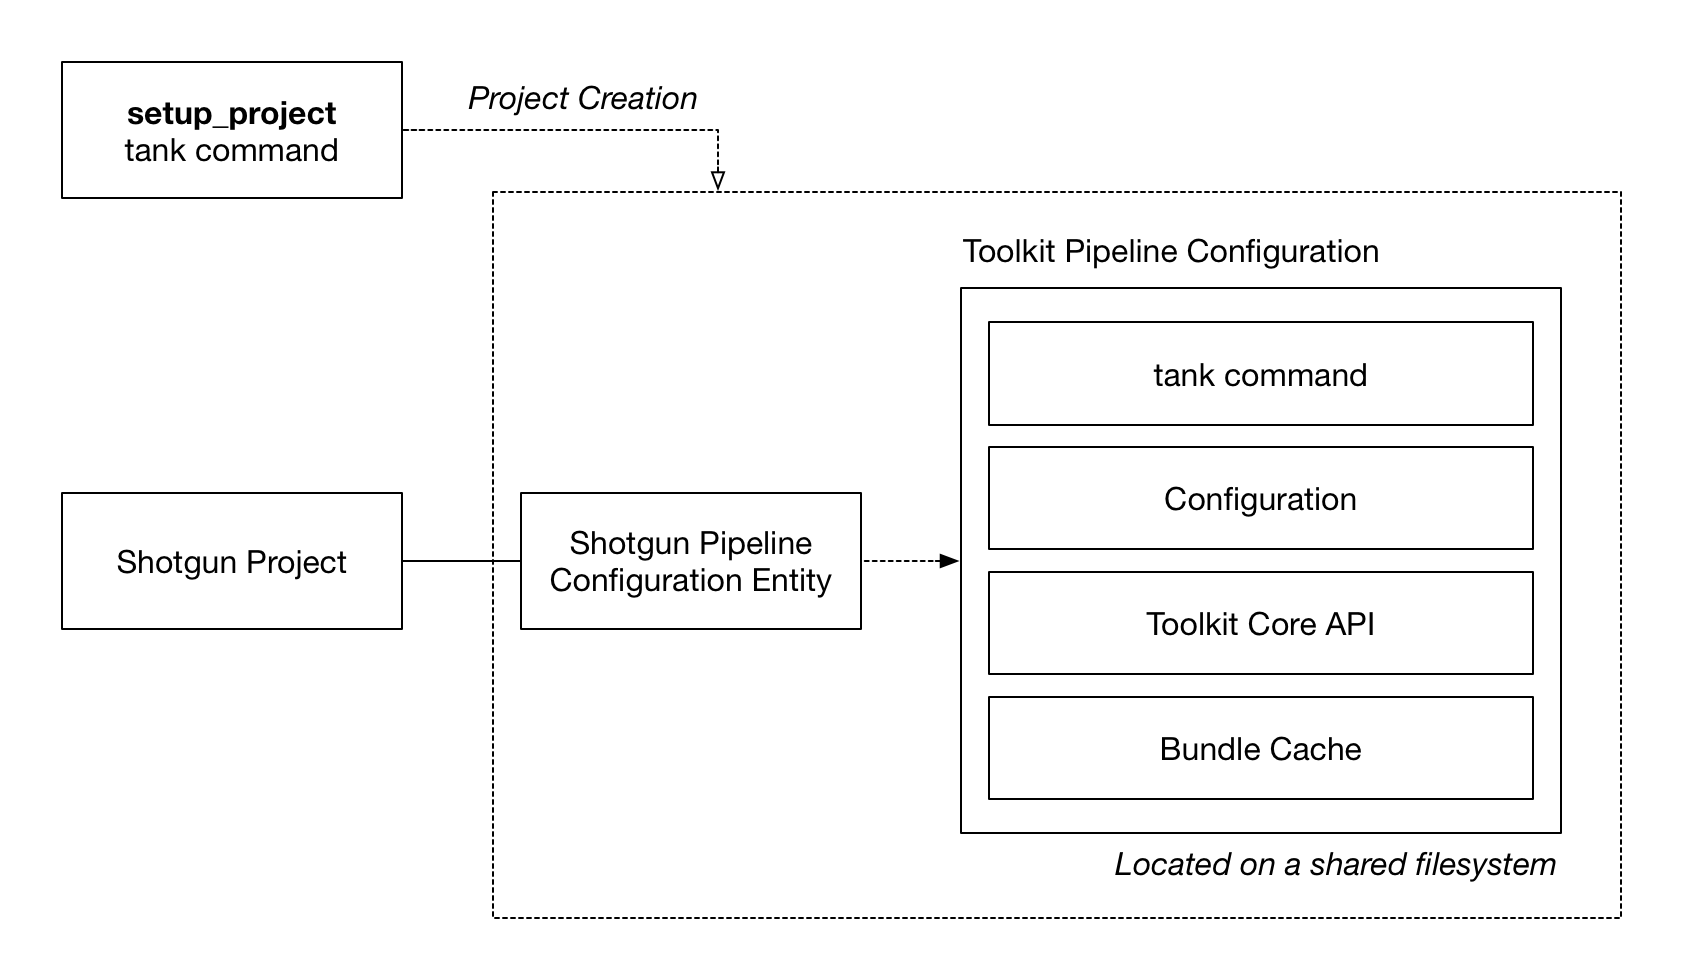 setup_project
tank command
Project Creation
Toolkit Pipeline Configuration
tank command
Configuration
Shotgun Project
Shotgun Pipeline
Configuration Entity
Toolkit Core API
Bundle Cache
Located on a shared filesystem